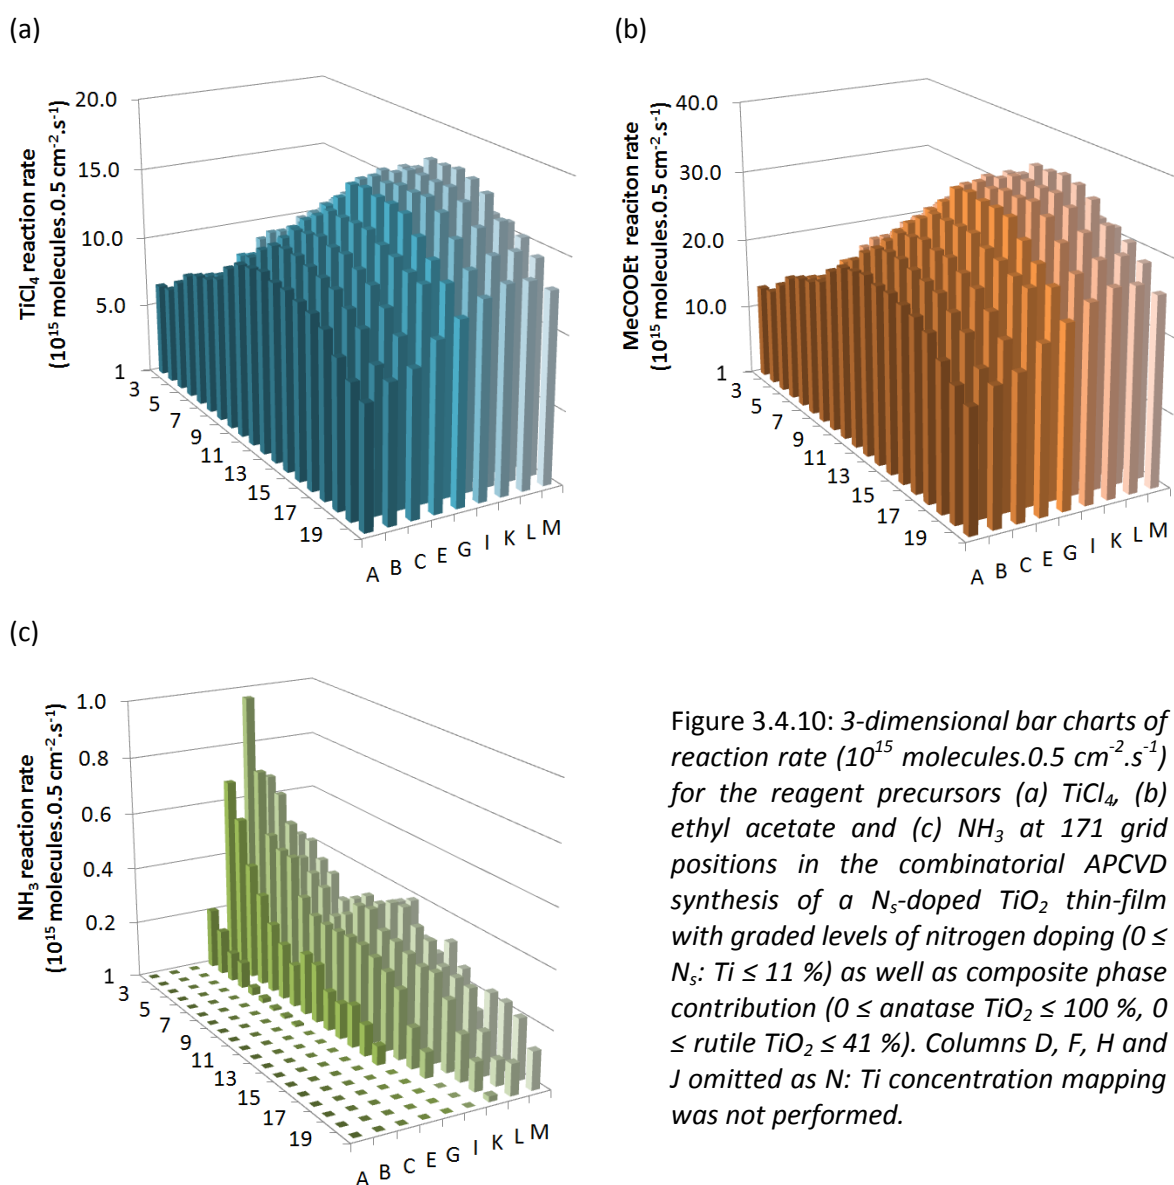 (a)
TiCl4 reaction rate
(10^15 molecules.0.5 cm^-2.s^-1)
20.0
15.0
10.0
5.0
1
3
5
7
9
11
13
15
17
19
A B C E G I K L M
(b)
MeCOOEt reaciton rate
(10^15 molecules.0.5 cm^-2.s^-1)
40.0
30.0
20.0
10.0
1
3
5
7
9
11
13
15
17
19
A B C E G I K L M
(c)
NH3 reaction rate
(10^15 molecules.0.5 cm^-2.s^-1)
1.0
0.8
0.6
0.4
0.2
1
3
5
7
9
11
13
15
17
19
A B C E G I K L M
Figure 3.4.10: 3-dimensional bar charts of
reaction rate (10^15 molecules.0.5 cm^-2.s^-1)
for the reagent precursors (a) TiCl4, (b)
ethyl acetate and (c) NH3 at 171 grid
positions in the combinatorial APCVD
synthesis of a Ns-doped TiO2 thin-film
with graded levels of nitrogen doping (0 ≤
Ns: Ti ≤ 11 %) as well as composite phase
contribution (0 ≤ anatase TiO2 ≤ 100 %, 0
≤ rutile TiO2 ≤ 41 %). Columns D, F, H and
J omitted as N: Ti concentration mapping
was not performed.